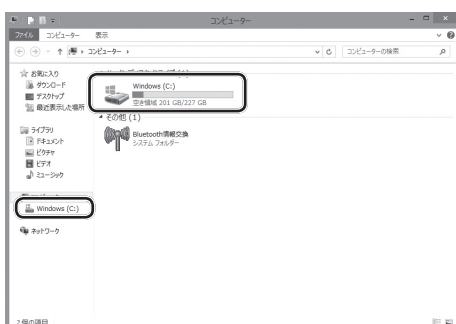 コンピューター
ファイル コンピューター 表示
コンピューター
コンピューターの検索
お気に入り
ダウンロード
デスクトップ
最近表示した場所
ライブラリ
ドキュメント
ピクチャ
ビデオ
ミュージック
Windows (C:)
ネットワーク
Windows (C:)
空き領域 201 GB/227 GB
その他 (1)
Bluetooth情報交換
システム フォルダー
2 個の項目